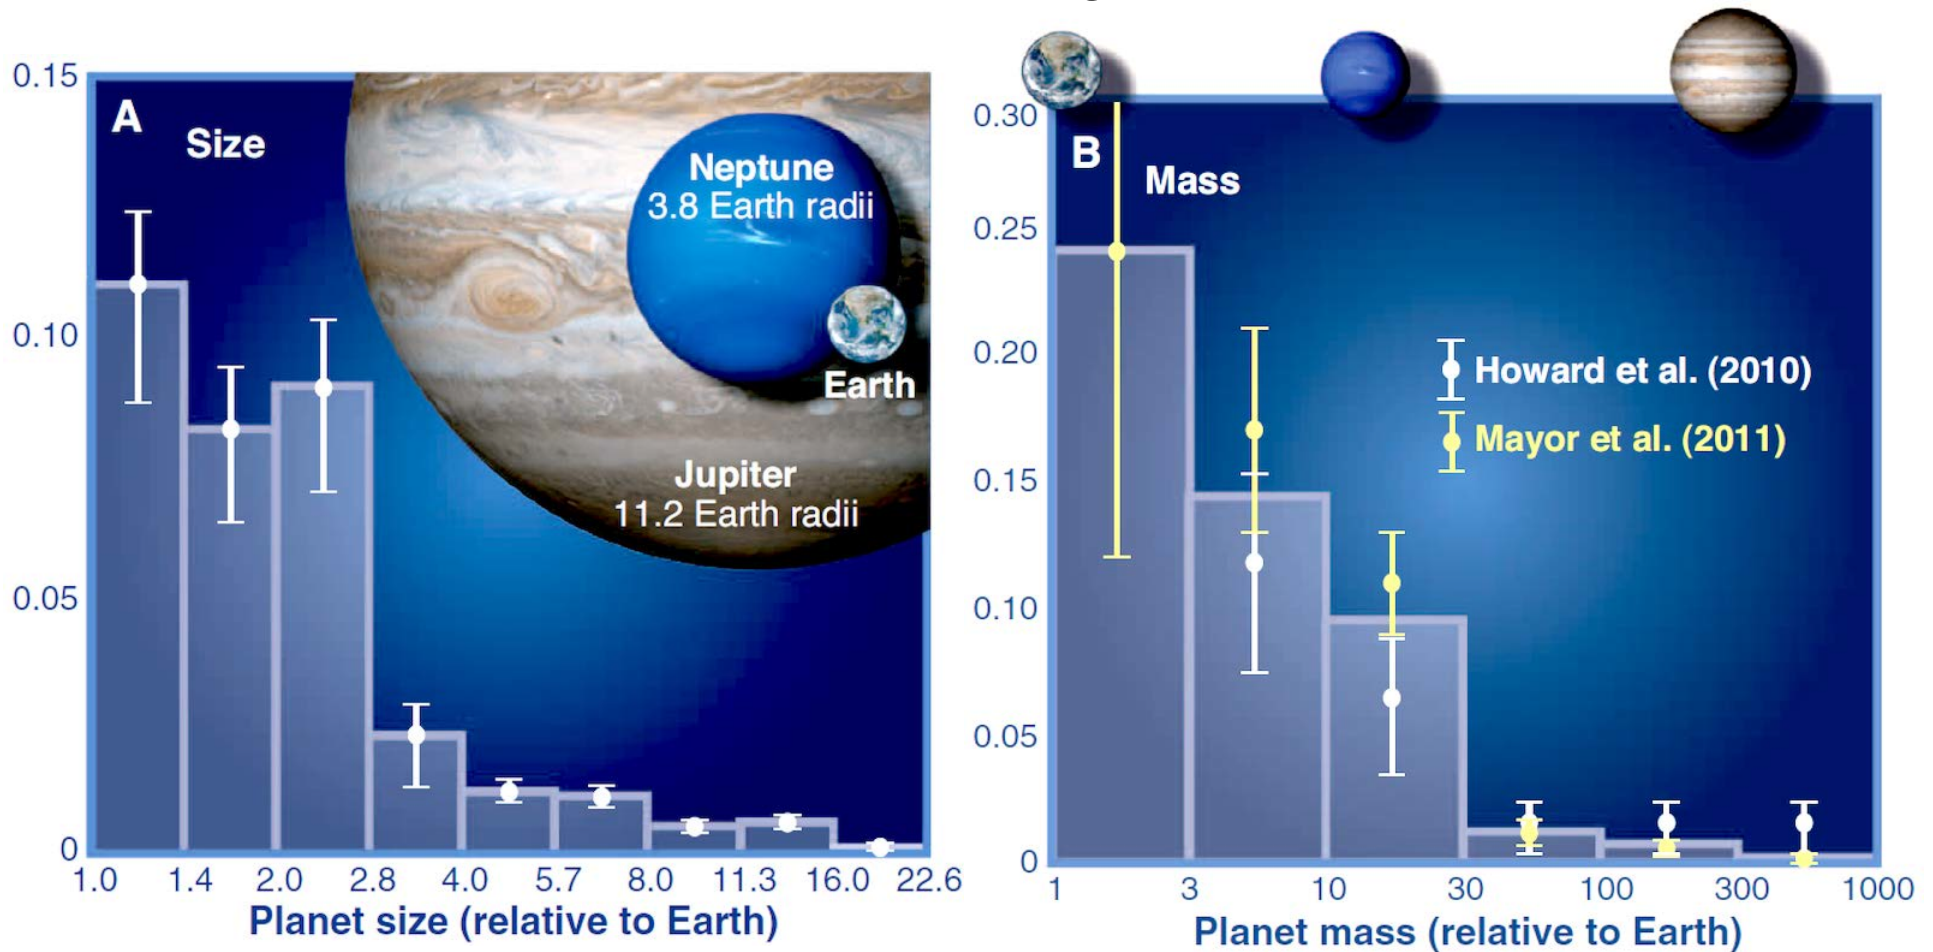 A
Size
0.15
0.10
0.05
0
Neptune
3.8 Earth radii
Earth
Jupiter
11.2 Earth radii
1.0 1.4 2.0 2.8 4.0 5.7 8.0 11.3 16.0 22.6
Planet size (relative to Earth)
B
Mass
0.30
0.25
0.20
0.15
0.10
0.05
0
Howard et al. (2010)
Mayor et al. (2011)
1 3 10 30 100 300 1000
Planet mass (relative to Earth)